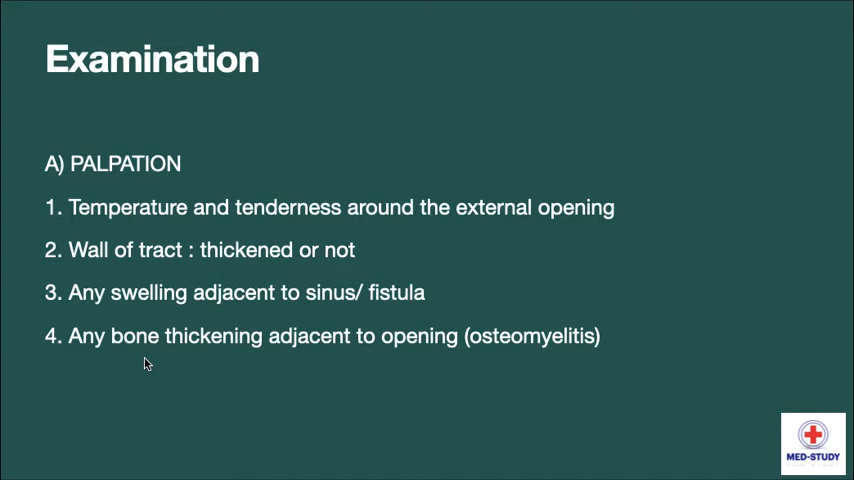 Examination
A) PALPATION
1. Temperature and tenderness around the external opening
2. Wall of tract : thickened or not
3. Any swelling adjacent to sinus/ fistula
4. Any bone thickening adjacent to opening (osteomyelitis)
MED-STUDY